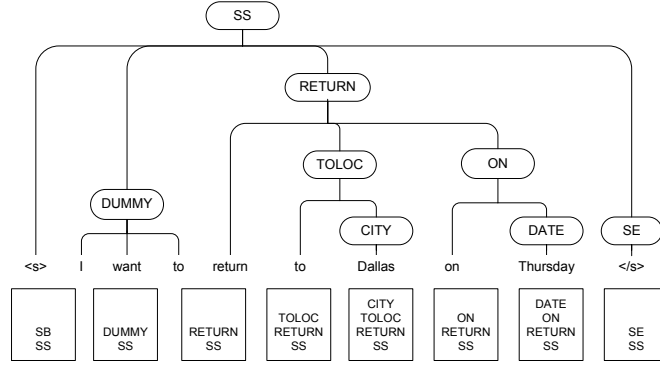 SS
RETURN
TOLOC ON
DUMMY
CITY DATE SE
<s> I want to return to Dallas on Thursday </s>
CITY DATE
TOLOC TOLOC ON ON
SB DUMMY RETURN RETURN RETURN RETURN RETURN SE
SS SS SS SS SS SS SS SS